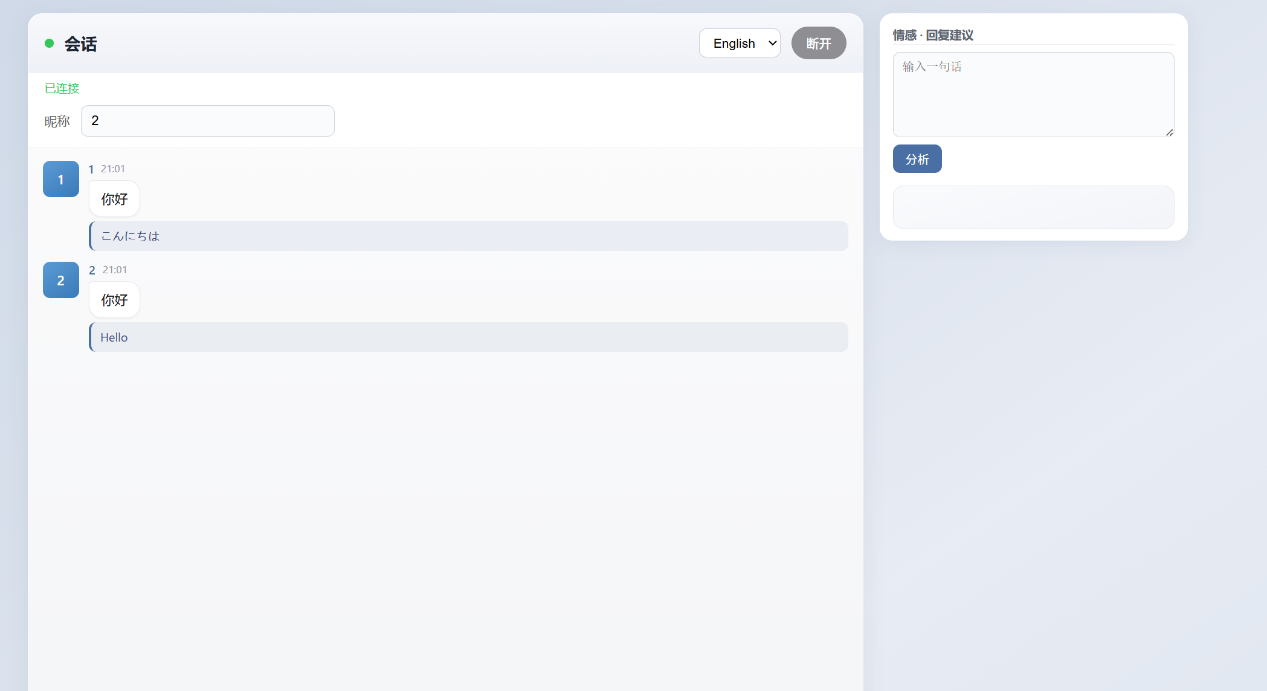 会话
English
断开
已连接
昵称
2
1
1 21:01
你好
こんにちは
2
2 21:01
你好
Hello
情感 · 回复建议
输入一句话
分析